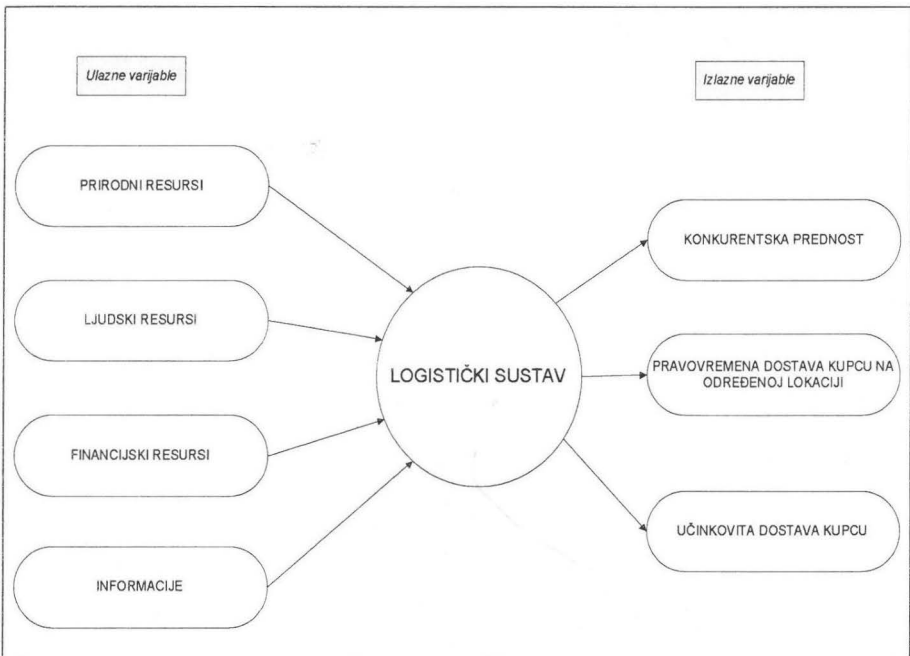 Ulazne varijable
Izlazne varijable
PRIRODNI RESURSI
LJUDSKI RESURSI
FINANCIJSKI RESURSI
INFORMACIJE
LOGISTIČKI SUSTAV
KONKURENTSKA PREDNOST
PRAVOVREMENA DOSTAVA KUPCU NA
ODREĐENOJ LOKACIJI
UČINKOVITA DOSTAVA KUPCU